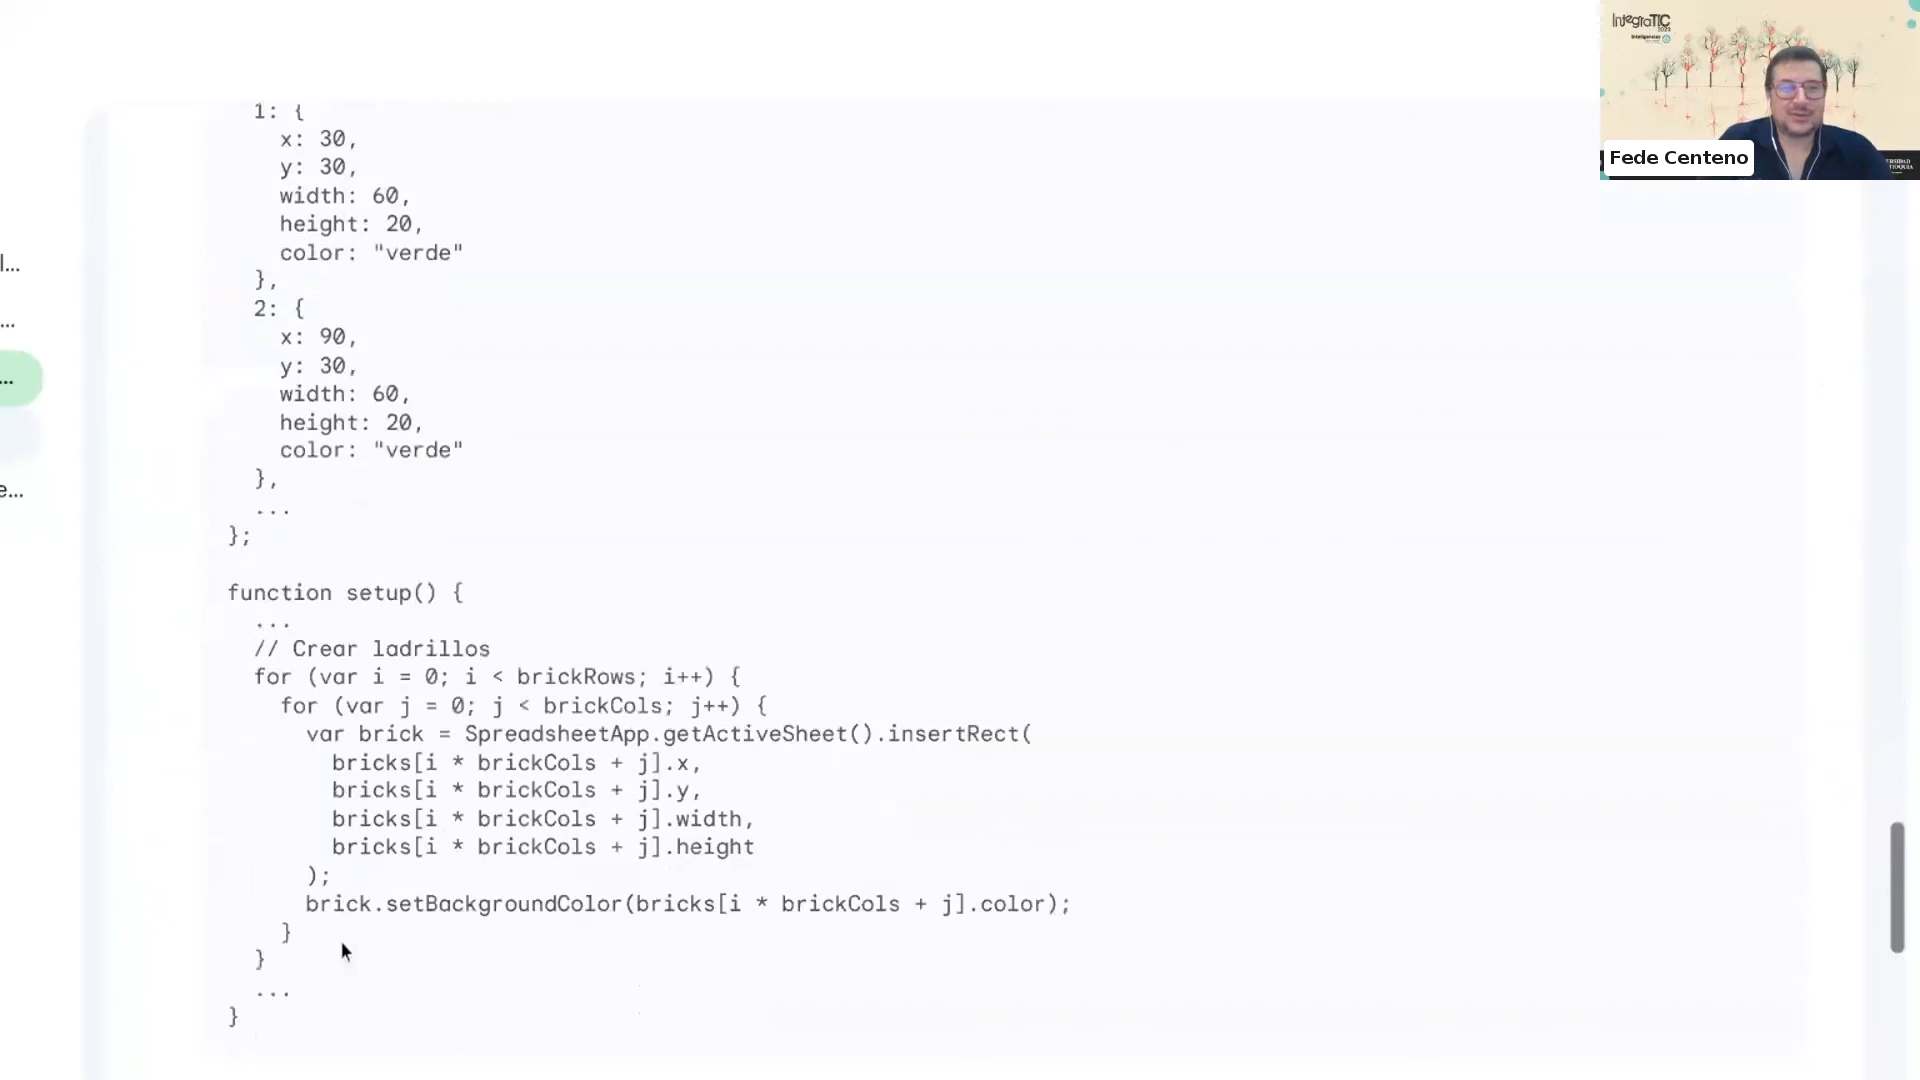 IntegraTIC
2023
Inteligencias
Fede Centeno
1: {
x: 30,
y: 30,
width: 60,
height: 20,
color: "verde"
},
2: {
x: 90,
y: 30,
width: 60,
height: 20,
color: "verde"
},
...
};
function setup() {
...
// Crear ladrillos
for (var i = 0; i < brickRows; i++) {
for (var j = 0; j < brickCols; j++) {
var brick = SpreadsheetApp.getActiveSheet().insertRect(
bricks[i * brickCols + j].x,
bricks[i * brickCols + j].y,
bricks[i * brickCols + j].width,
bricks[i * brickCols + j].height
);
brick.setBackgroundColor(bricks[i * brickCols + j].color);
}
}
...
}
l...
...
...
e...